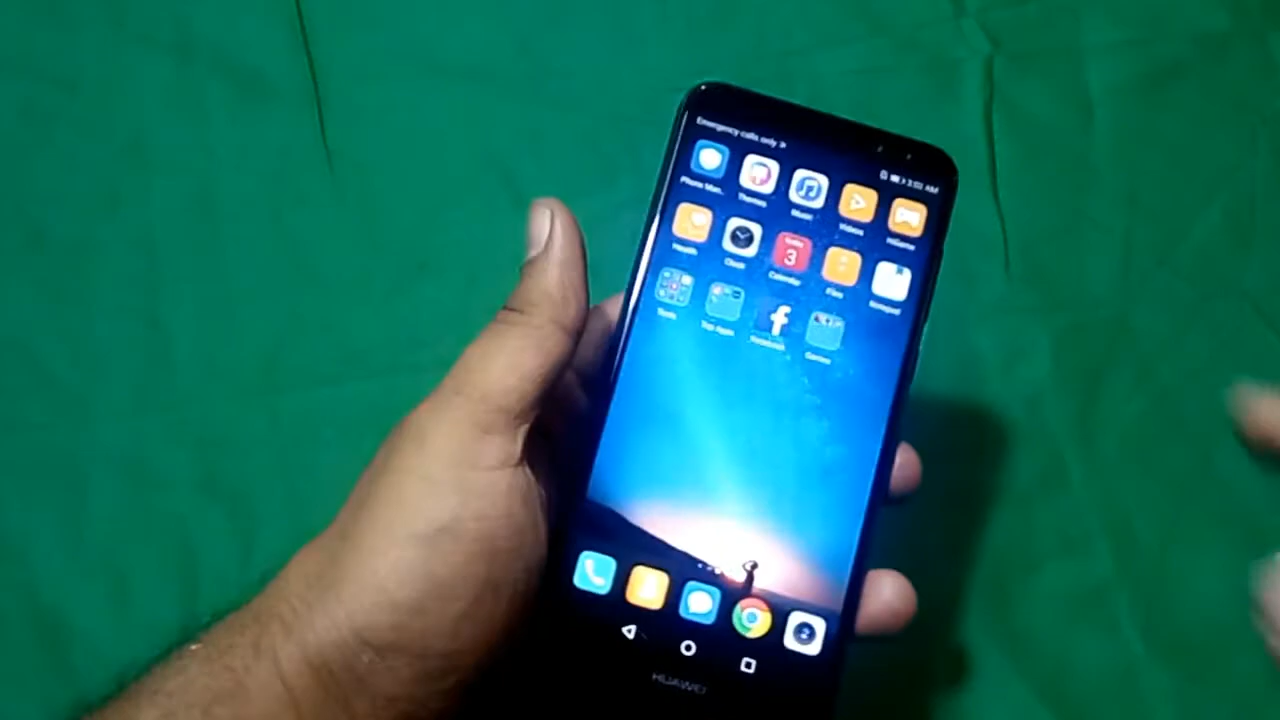 Emergency calls only
3:03 AM
Phone Man..
Themes
Music
Videos
HiGame
Health
Clock
3
Calendar
Files
Notepad
Tools
Top Apps
Facebook
Games
HUAWEI